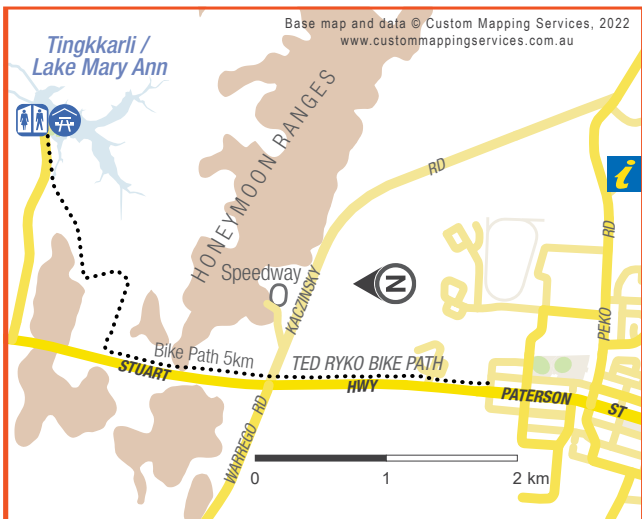 Base map and data © Custom Mapping Services, 2022
www.custommappingservices.com.au
Tingkkarli /
Lake Mary Ann
HONEYMOON RANGES
RD
i
RD
Speedway
N
KACZINSKY
PEKO
Bike Path 5km
TED RYKO BIKE PATH
STUART
HWY
PATERSON
ST
WARREGO RD
0
1
2 km